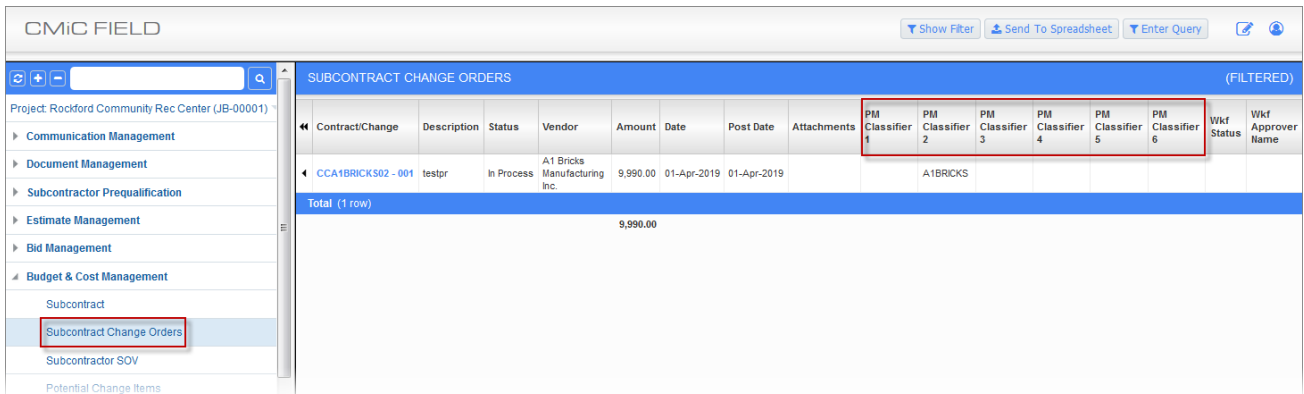 CMiC FIELD
Show Filter Send To Spreadsheet Enter Query
Project: Rockford Community Rec Center (JB-00001)
Communication Management
Document Management
Subcontractor Prequalification
Estimate Management
Bid Management
Budget & Cost Management
Subcontract
Subcontract Change Orders
Subcontractor SOV
Potential Change Items
SUBCONTRACT CHANGE ORDERS (FILTERED)
Contract/Change Description Status Vendor Amount Date Post Date Attachments PM Classifier 1 PM Classifier 2 PM Classifier 3 PM Classifier 4 PM Classifier 5 PM Classifier 6 Wkf Status Wkf Approver Name
CCA1BRICKS02 - 001 testpr In Process A1 Bricks Manufacturing Inc. 9,990.00 01-Apr-2019 01-Apr-2019 A1BRICKS
Total (1 row)
9,990.00